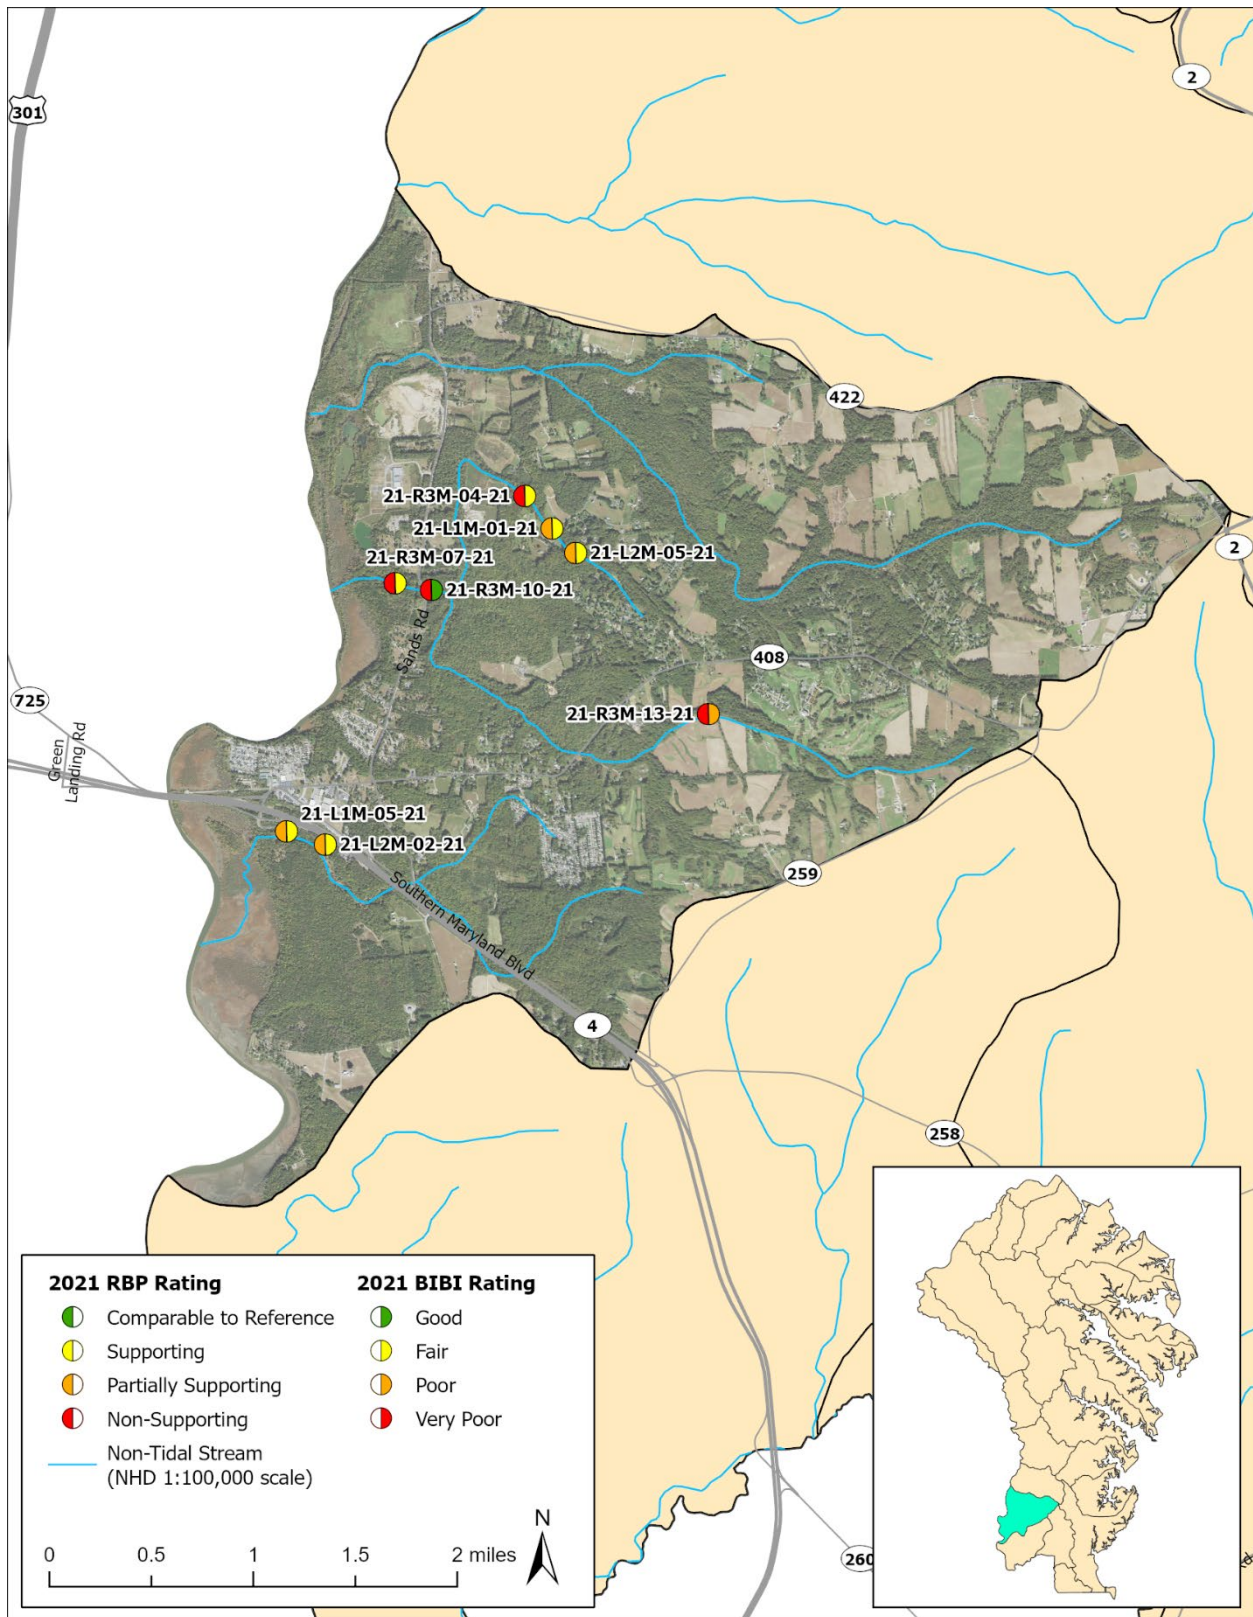 2
301
422
21-R3M-04-21
21-L1M-01-21
21-L2M-05-21
2
21-R3M-07-21
21-R3M-10-21
Sands Rd
408
725
21-R3M-13-21
Green
Landing Rd
21-L1M-05-21
21-L2M-02-21
259
Southern Maryland Blvd
4
258
2021 RBP Rating
Comparable to Reference
Supporting
Partially Supporting
Non-Supporting
Non-Tidal Stream
(NHD 1:100,000 scale)
2021 BIBI Rating
Good
Fair
Poor
Very Poor
N
0 0.5 1 1.5 2 miles
260